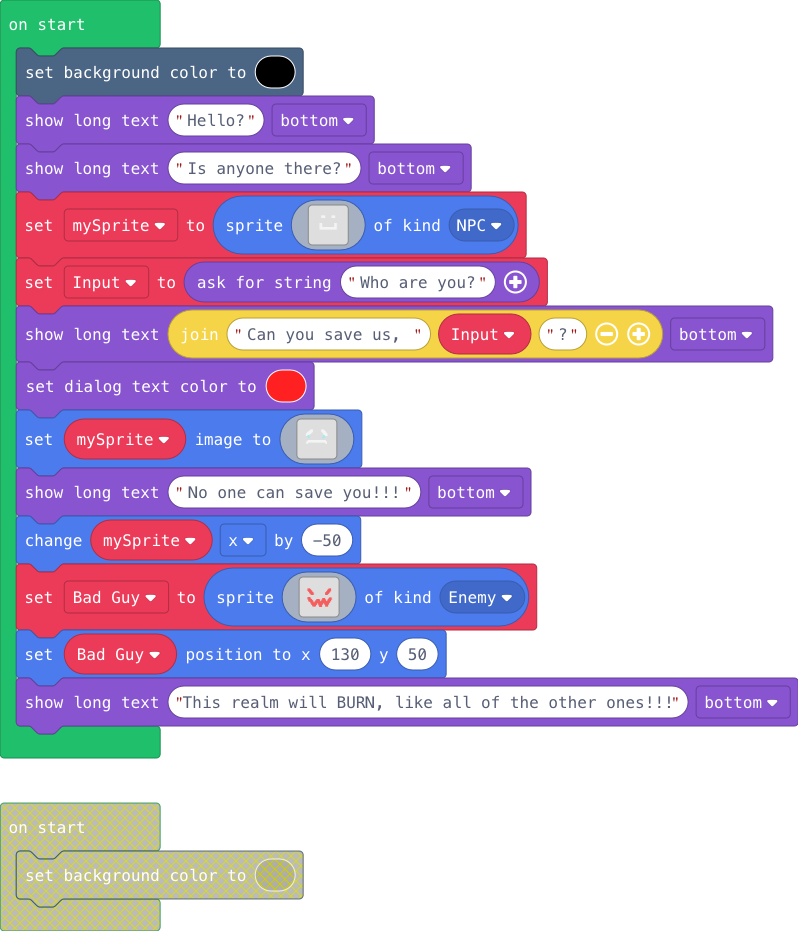 on start
set background color to
show long text "Hello?" bottom
show long text "Is anyone there?" bottom
set mySprite to sprite of kind NPC
set Input to ask for string "Who are you?"
show long text join "Can you save us, " Input "?" bottom
set dialog text color to
set mySprite image to
show long text "No one can save you!!!" bottom
change mySprite x by -50
set Bad Guy to sprite of kind Enemy
set Bad Guy position to x 130 y 50
show long text "This realm will BURN, like all of the other ones!!!" bottom
on start
set background color to